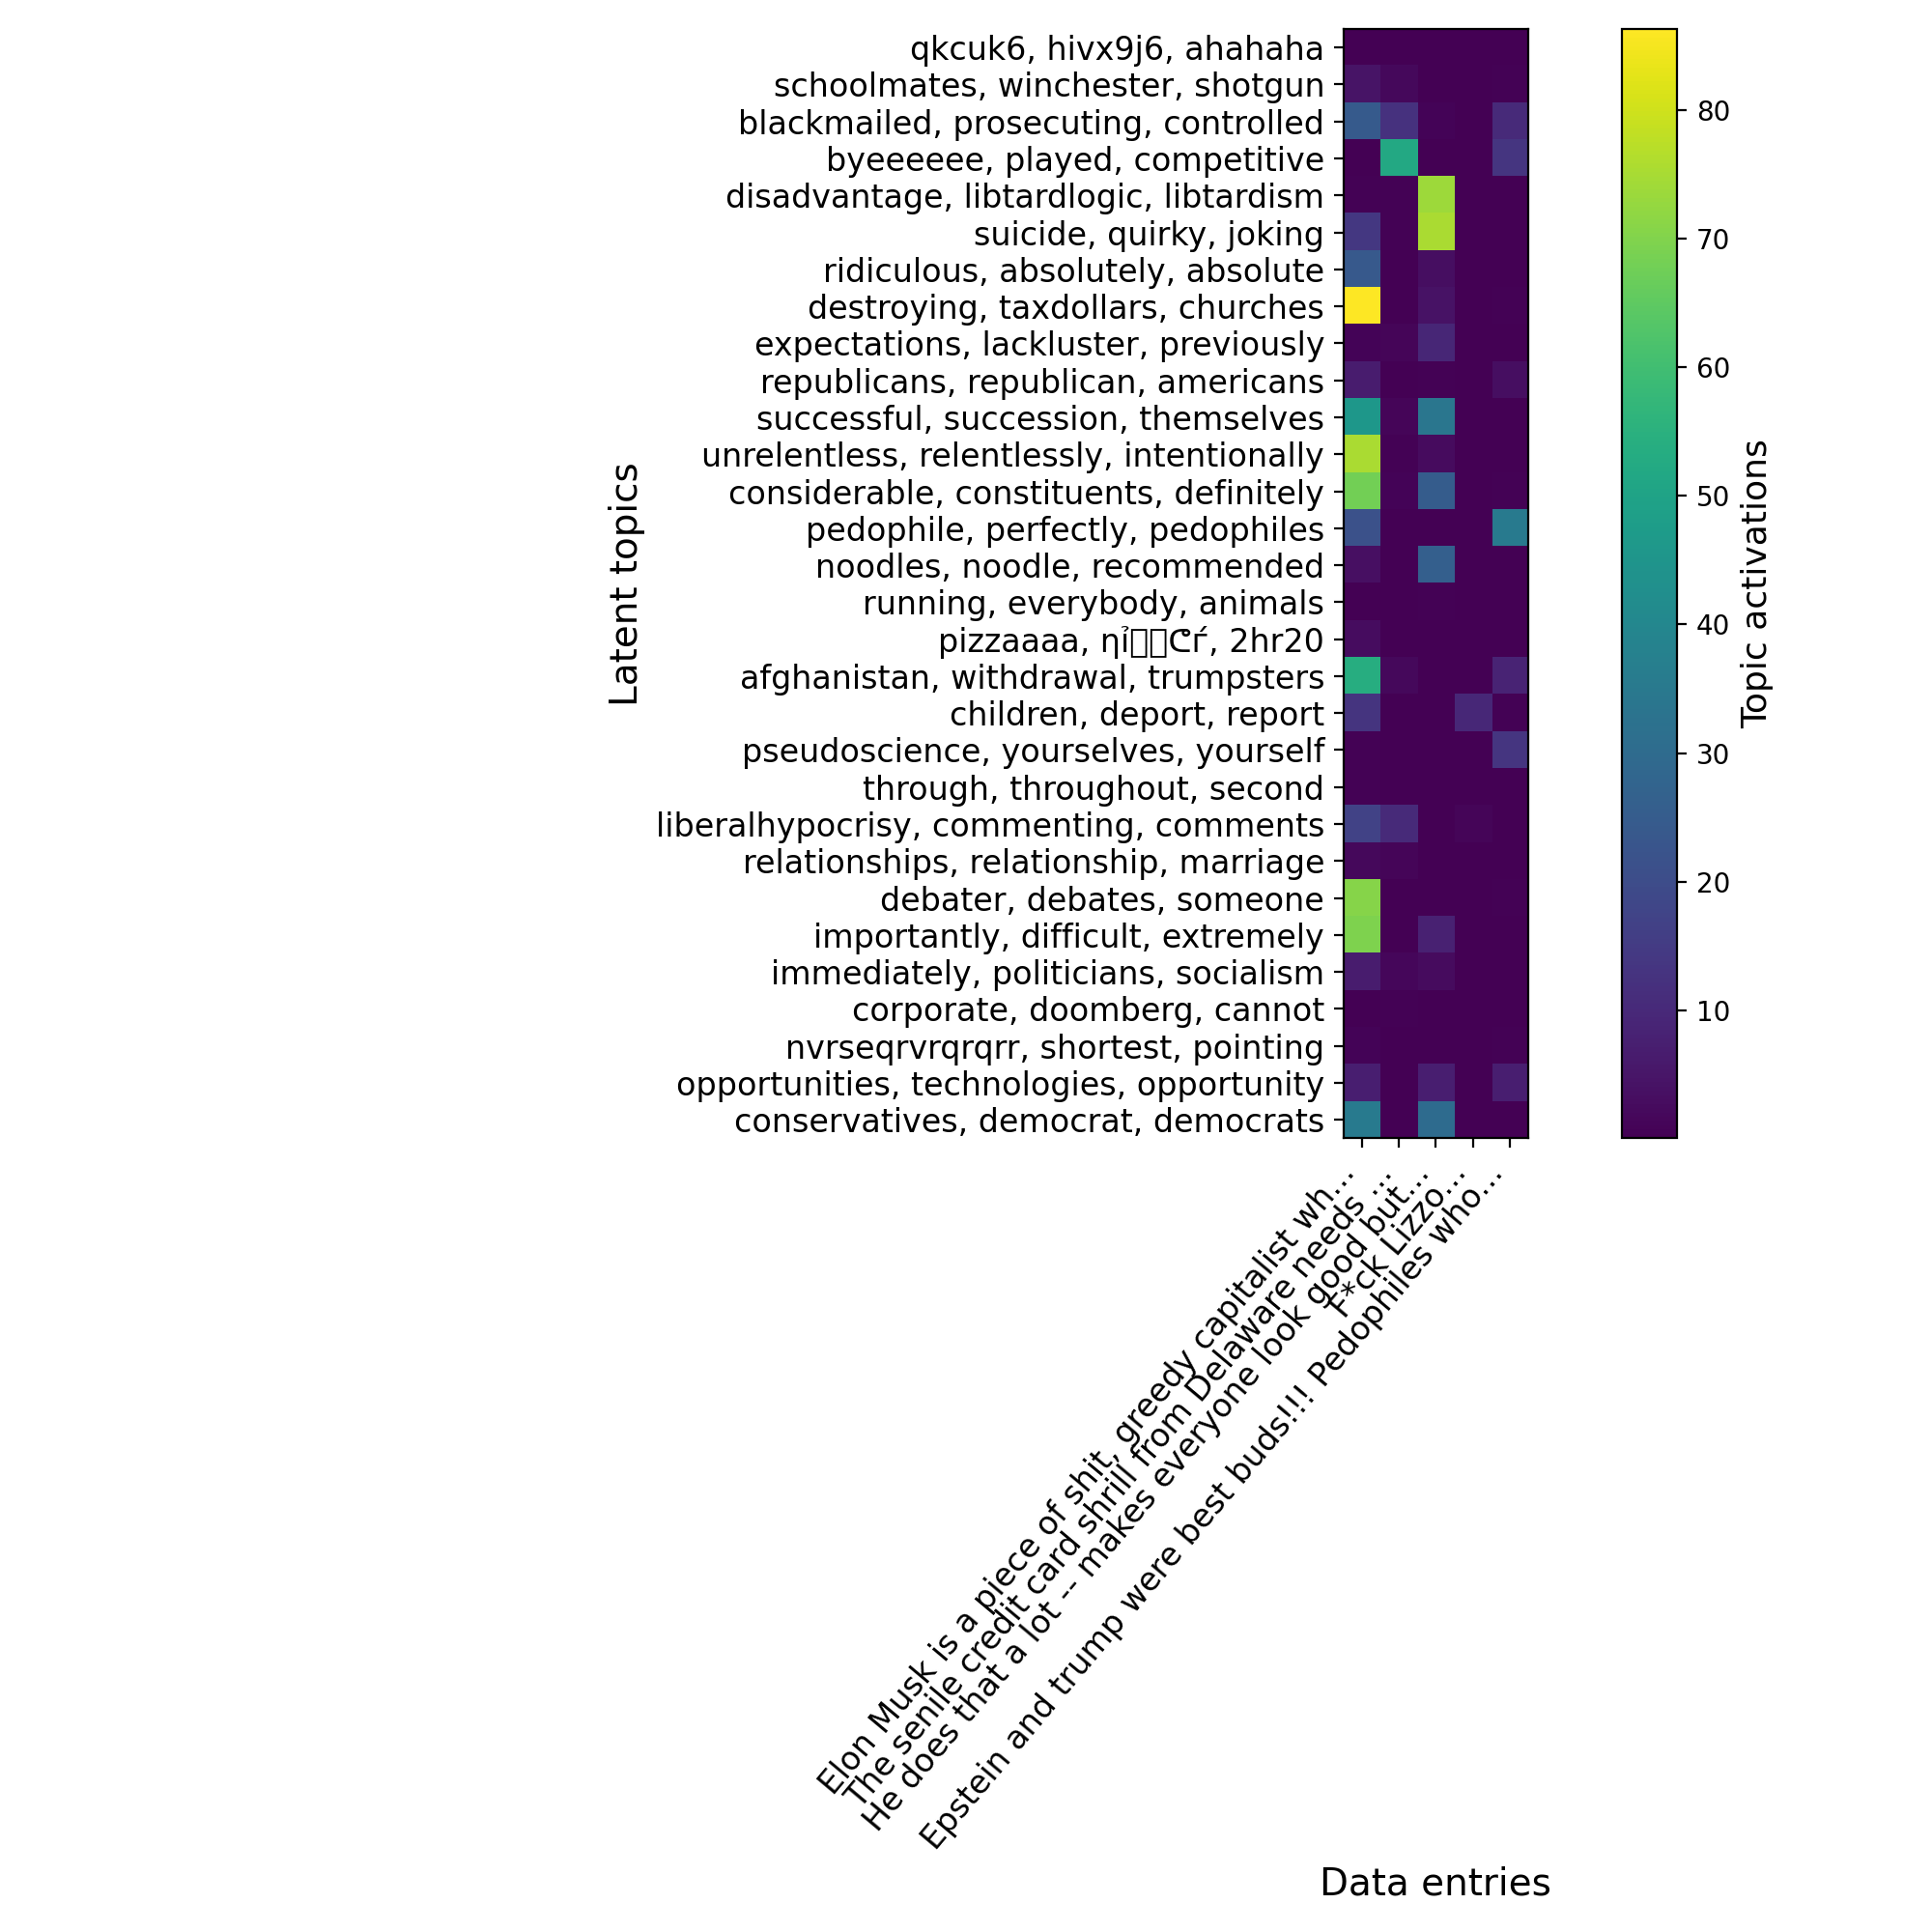 qkcuk6, hivx9j6, ahahaha
schoolmates, winchester, shotgun
blackmailed, prosecuting, controlled
byeeeeee, played, competitive
disadvantage, libtardlogic, libtardism
suicide, quirky, joking
ridiculous, absolutely, absolute
destroying, taxdollars, churches
expectations, lackluster, previously
republicans, republican, americans
successful, succession, themselves
unrelentless, relentlessly, intentionally
considerable, constituents, definitely
pedophile, perfectly, pedophiles
noodles, noodle, recommended
running, everybody, animals
pizzaaaa, 2hr20
afghanistan, withdrawal, trumpsters
children, deport, report
pseudoscience, yourselves, yourself
through, throughout, second
liberalhypocrisy, commenting, comments
relationships, relationship, marriage
debater, debates, someone
importantly, difficult, extremely
immediately, politicians, socialism
corporate, doomberg, cannot
nvrseqrvrqrqrr, shortest, pointing
opportunities, technologies, opportunity
conservatives, democrat, democrats
Latent topics
Elon Musk is a piece of shit, greedy capitalist wh...
The senile credit card shrill from Delaware needs ...
He does that a lot -- makes everyone look good but...
F*ck Lizzo...
Epstein and trump were best buds!!! Pedophiles who...
Data entries
80
70
60
50
40
30
20
10
Topic activations